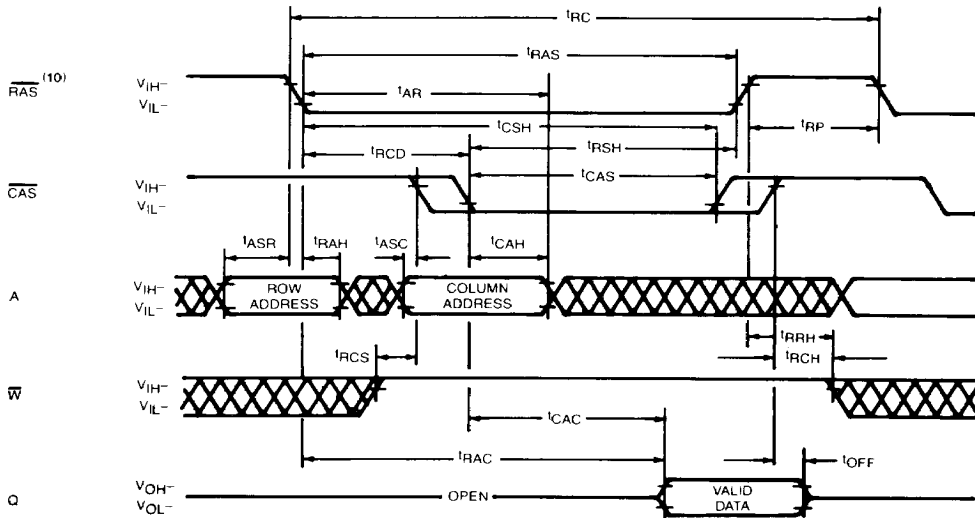 tRC
tRAS
RAS (10)
VIH–
VIL–
tAR
tCSH
tRP
tRCD
tRSH
CAS
VIH–
VIL–
tCAS
tASR
tRAH
tASC
tCAH
A
VIH–
VIL–
ROW
ADDRESS
COLUMN
ADDRESS
tRRH
tRCS
tRCH
W
VIH–
VIL–
tCAC
tRAC
tOFF
Q
VOH–
VOL–
OPEN
VALID
DATA